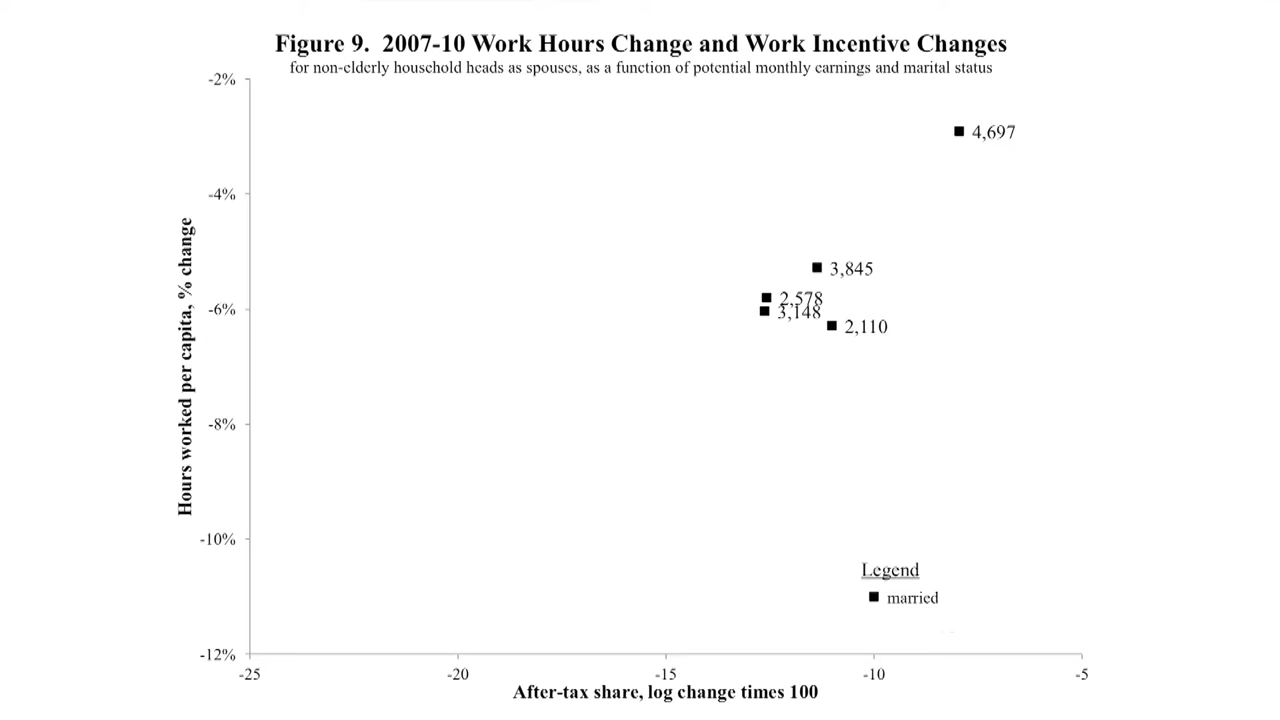 Figure 9. 2007-10 Work Hours Change and Work Incentive Changes
for non-elderly household heads as spouses, as a function of potential monthly earnings and marital status
-2%
4,697
-4%
3,845
2,578
3,148
-6%
2,110
Hours worked per capita, % change
-8%
-10%
Legend
married
-12%
-25
-20
-15
-10
-5
After-tax share, log change times 100